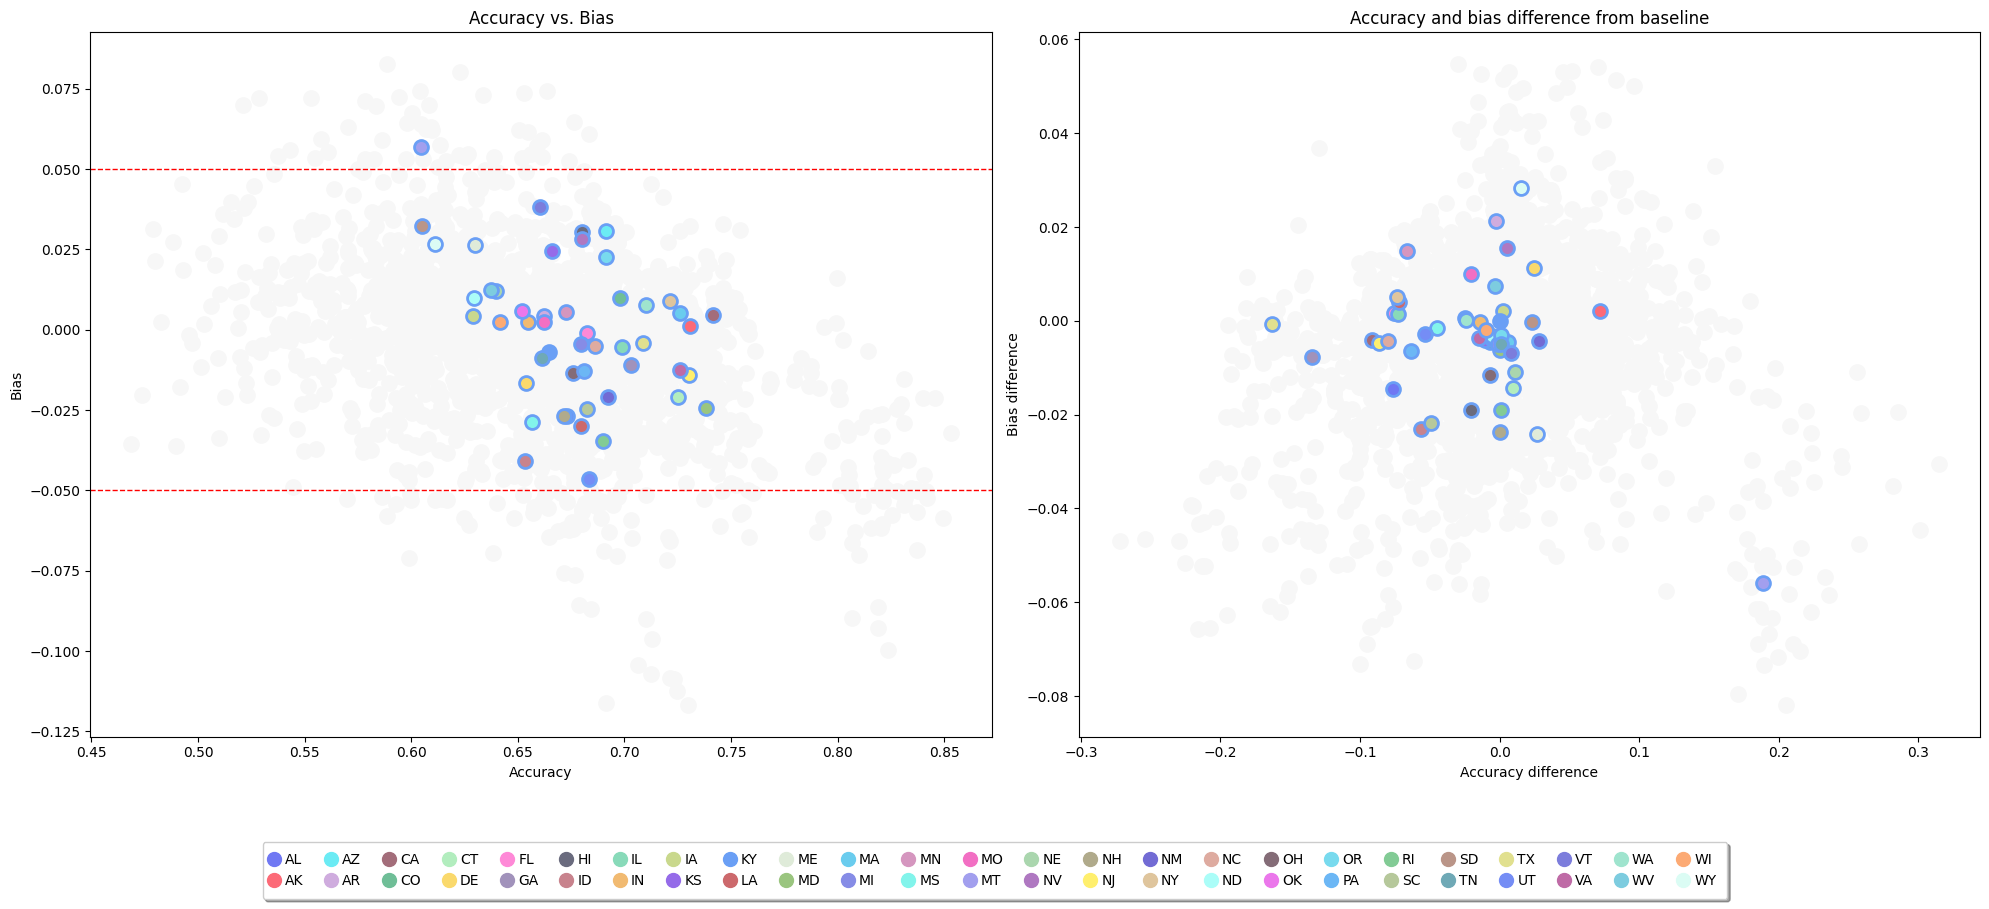 Accuracy vs. Bias
0.075
0.050
0.025
0.000
−0.025
−0.050
−0.075
−0.100
−0.125
Bias
0.45 0.50 0.55 0.60 0.65 0.70 0.75 0.80 0.85
Accuracy
Accuracy and bias difference from baseline
0.06
0.04
0.02
0.00
−0.02
−0.04
−0.06
−0.08
Bias difference
−0.3 −0.2 −0.1 0.0 0.1 0.2 0.3
Accuracy difference
AL AZ CA CT FL HI IL IA KY ME MA MN MO NE NH NM NC OH OR RI SD TX VT WA WI
AK AR CO DE GA ID IN KS LA MD MI MS MT NV NJ NY ND OK PA SC TN UT VA WV WY